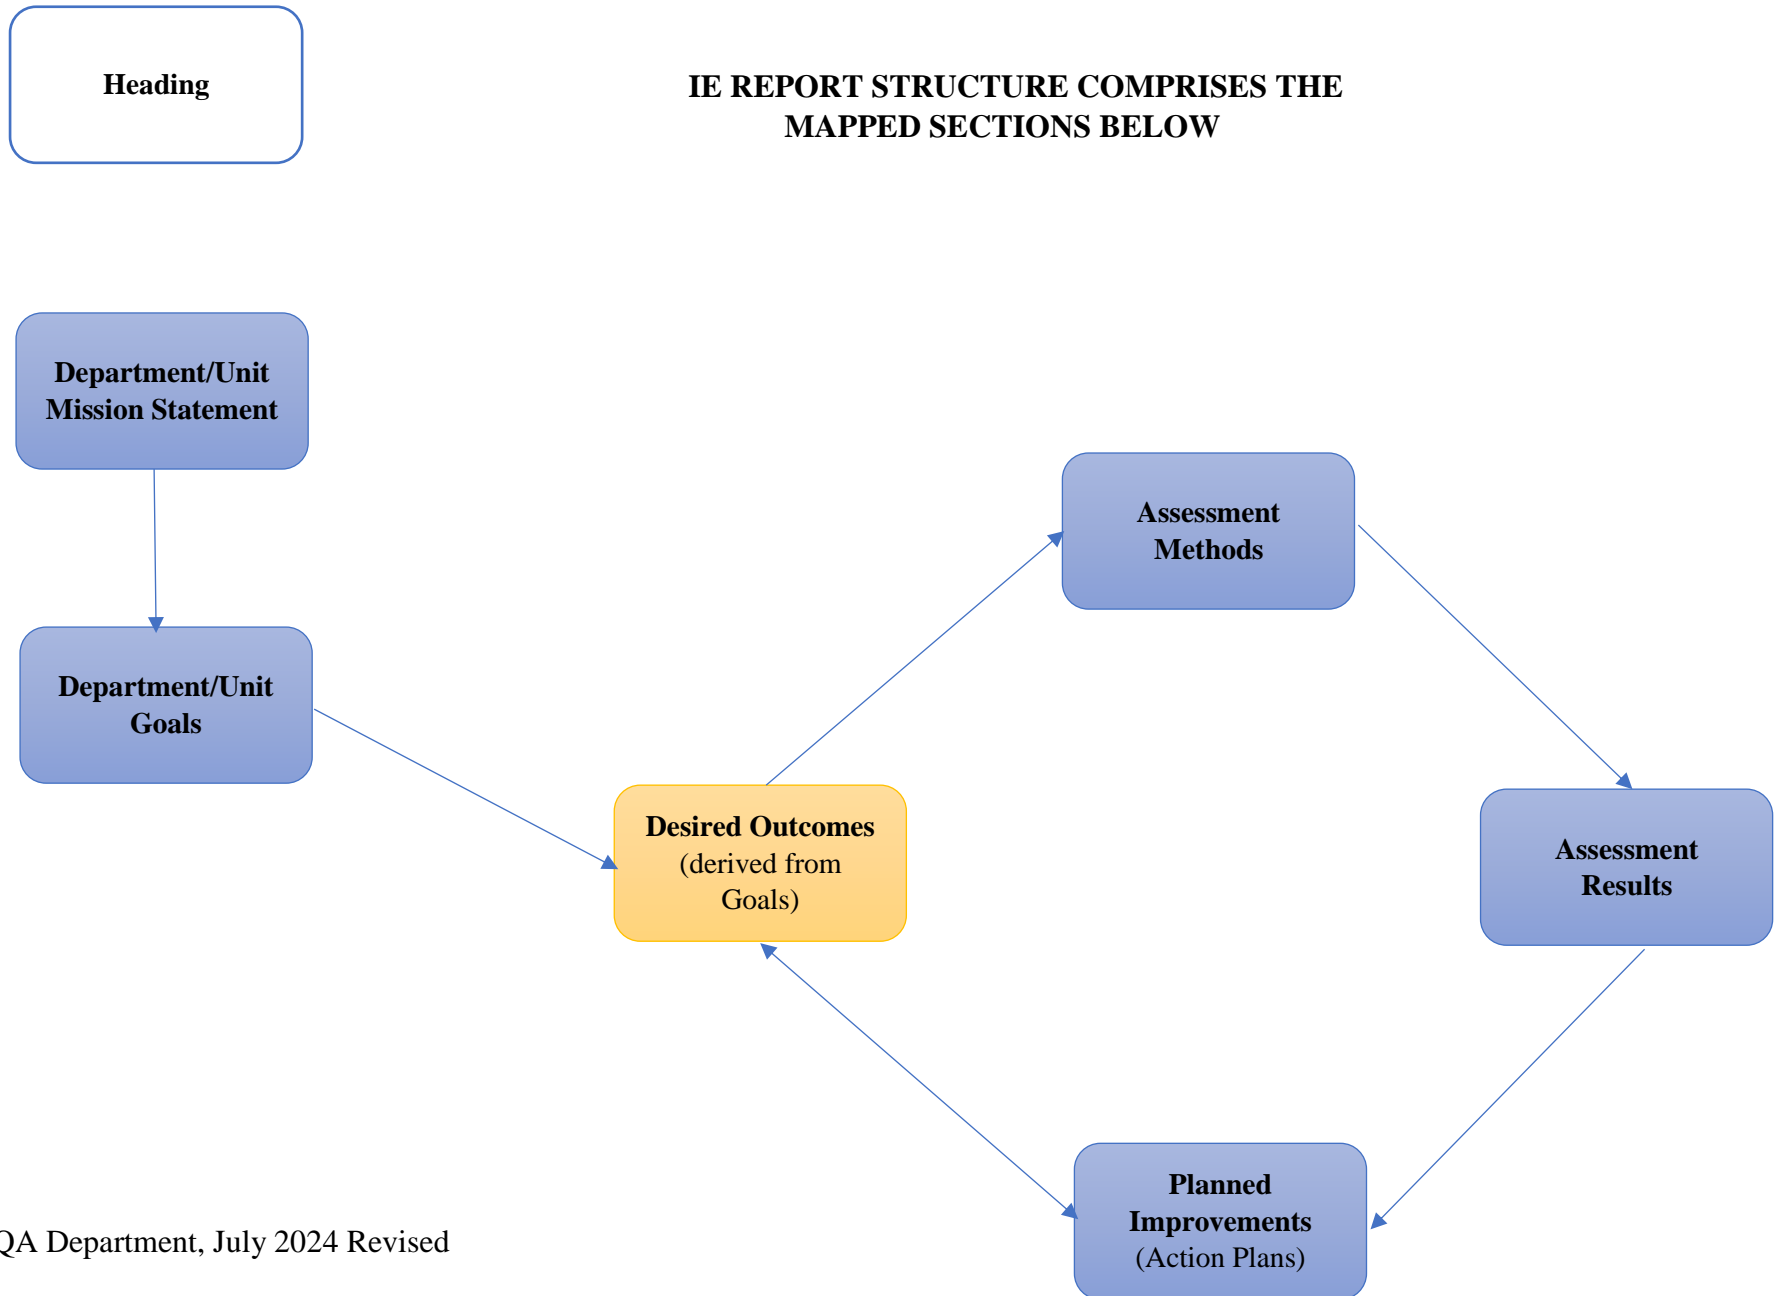 Heading
IE REPORT STRUCTURE COMPRISES THE
MAPPED SECTIONS BELOW
Department/Unit
Mission Statement
Department/Unit
Goals
Assessment
Methods
Desired Outcomes
(derived from
Goals)
Assessment
Results
Planned
Improvements
(Action Plans)
QA Department, July 2024 Revised